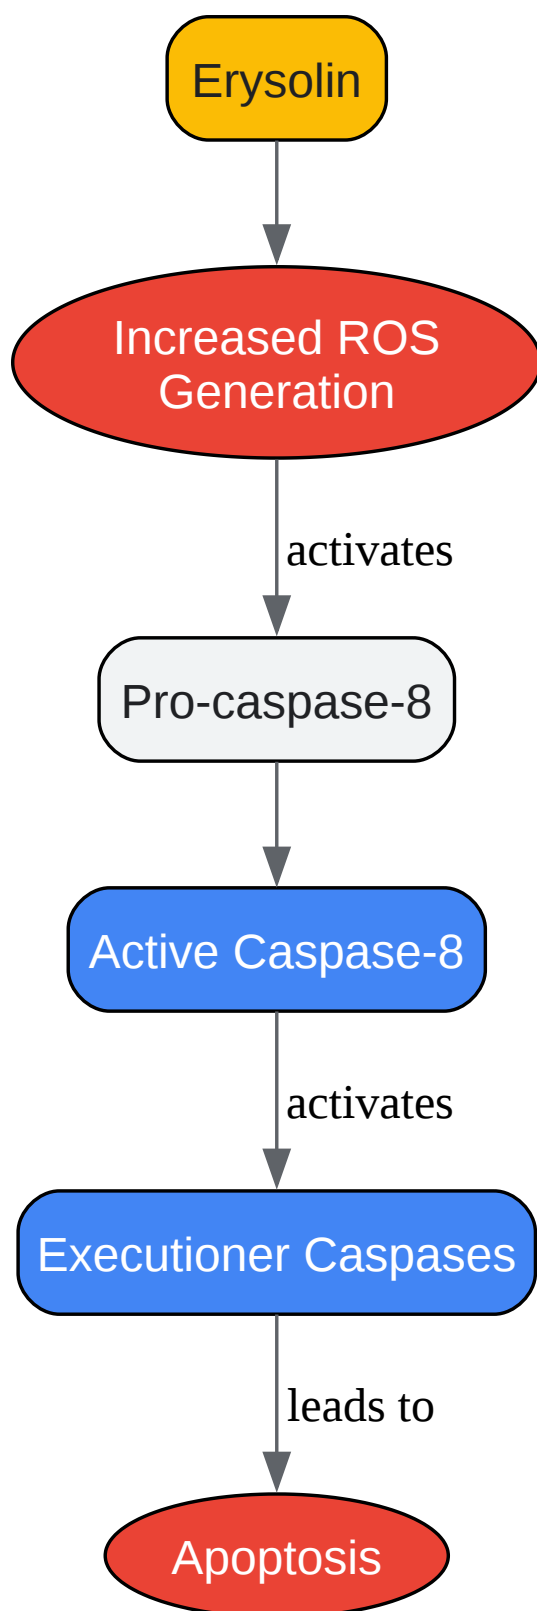 Erysolin
Increased ROS
Generation
activates
Pro-caspase-8
Active Caspase-8
activates
Executioner Caspases
leads to
Apoptosis